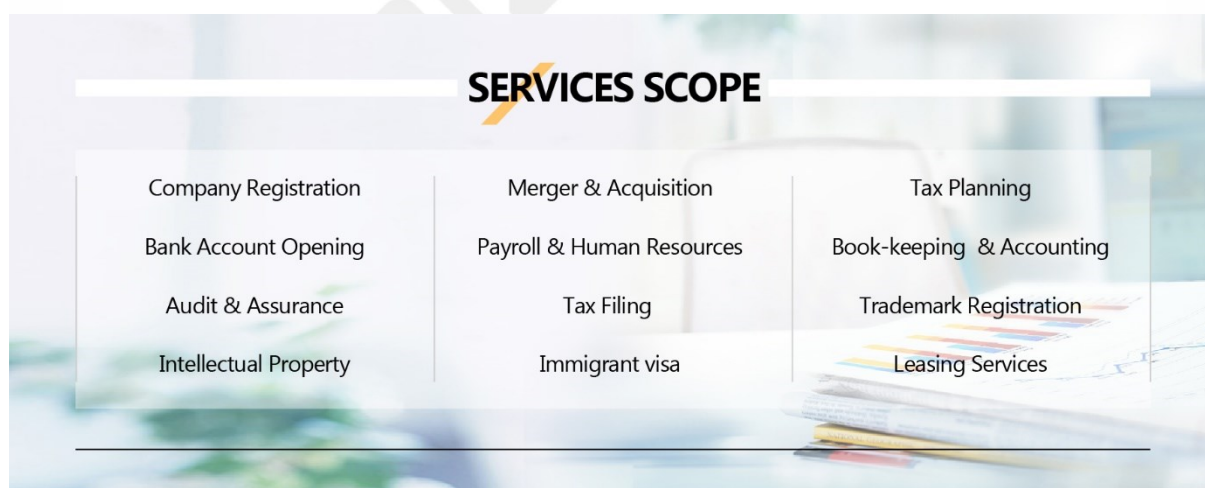 SERVICES SCOPE
Company Registration
Merger & Acquisition
Tax Planning
Bank Account Opening
Payroll & Human Resources
Book-keeping & Accounting
Audit & Assurance
Tax Filing
Trademark Registration
Intellectual Property
Immigrant visa
Leasing Services